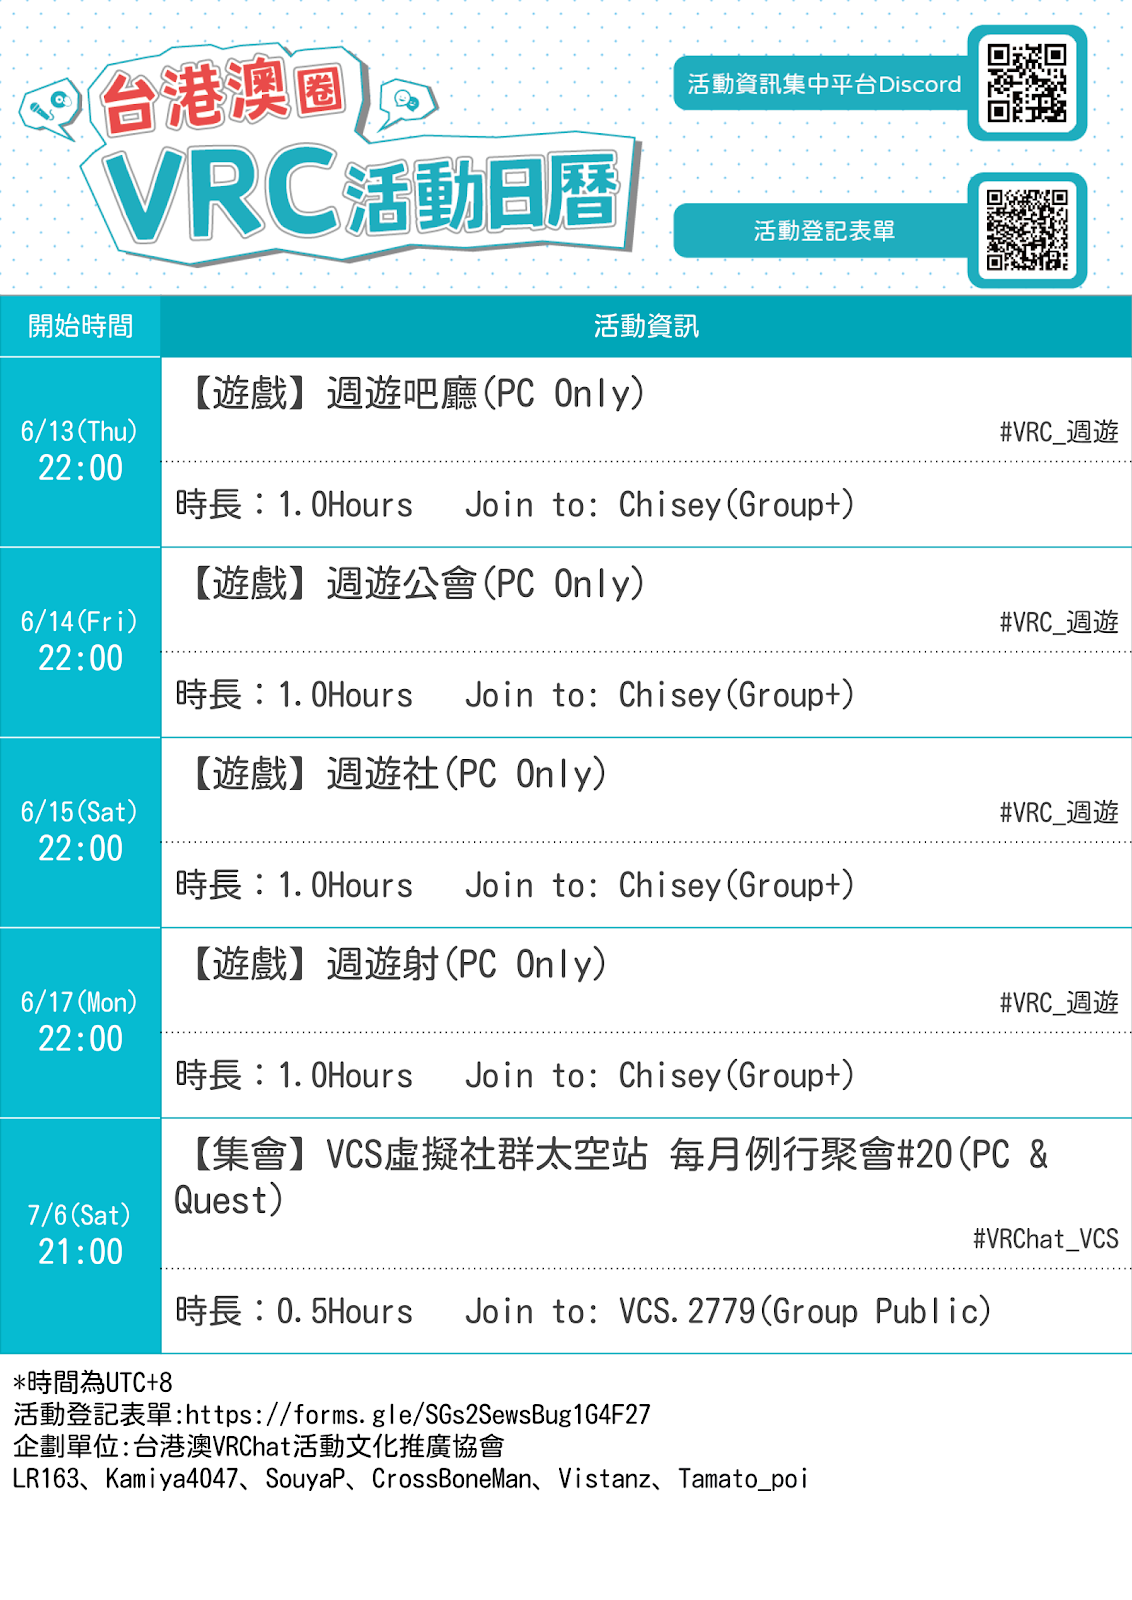 台港澳圈
VRC活動日曆
活動資訊集中平台Discord
活動登記表單
開始時間
活動資訊
6/13(Thu)
22:00
【遊戲】週遊吧廳(PC Only)
#VRC_週遊
時長：1.0Hours Join to: Chisey(Group+)
6/14(Fri)
22:00
【遊戲】週遊公會(PC Only)
#VRC_週遊
時長：1.0Hours Join to: Chisey(Group+)
6/15(Sat)
22:00
【遊戲】週遊社(PC Only)
#VRC_週遊
時長：1.0Hours Join to: Chisey(Group+)
6/17(Mon)
22:00
【遊戲】週遊射(PC Only)
#VRC_週遊
時長：1.0Hours Join to: Chisey(Group+)
7/6(Sat)
21:00
【集會】VCS虛擬社群太空站 每月例行聚會#20(PC &
Quest)
#VRChat_VCS
時長：0.5Hours Join to: VCS.2779(Group Public)
*時間為UTC+8
活動登記表單:https://forms.gle/SGs2SewsBug1G4F27
企劃單位:台港澳VRChat活動文化推廣協會
LR163、Kamiya4047、SouyaP、CrossBoneMan、Vistanz、Tamato_poi